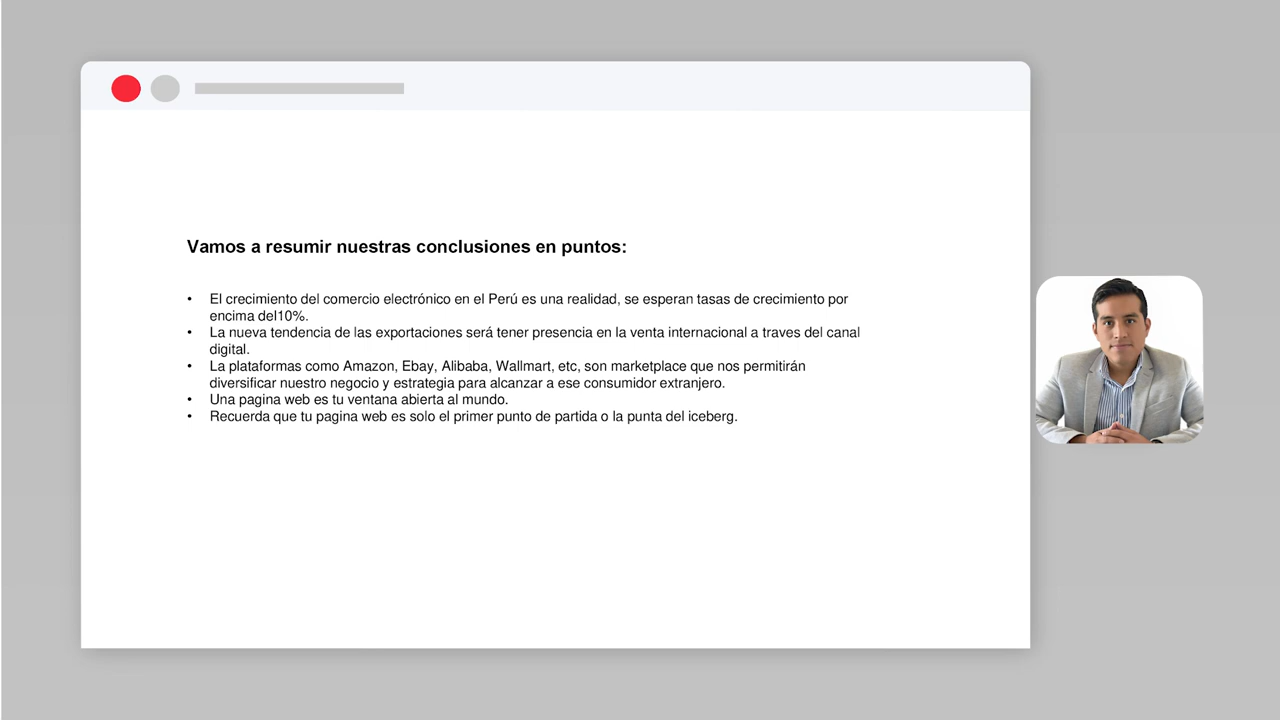 Vamos a resumir nuestras conclusiones en puntos:
• El crecimiento del comercio electrónico en el Perú es una realidad, se esperan tasas de crecimiento por
encima del10%.
• La nueva tendencia de las exportaciones será tener presencia en la venta internacional a traves del canal
digital.
• La plataformas como Amazon, Ebay, Alibaba, Wallmart, etc, son marketplace que nos permitirán
diversificar nuestro negocio y estrategia para alcanzar a ese consumidor extranjero.
• Una pagina web es tu ventana abierta al mundo.
• Recuerda que tu pagina web es solo el primer punto de partida o la punta del iceberg.